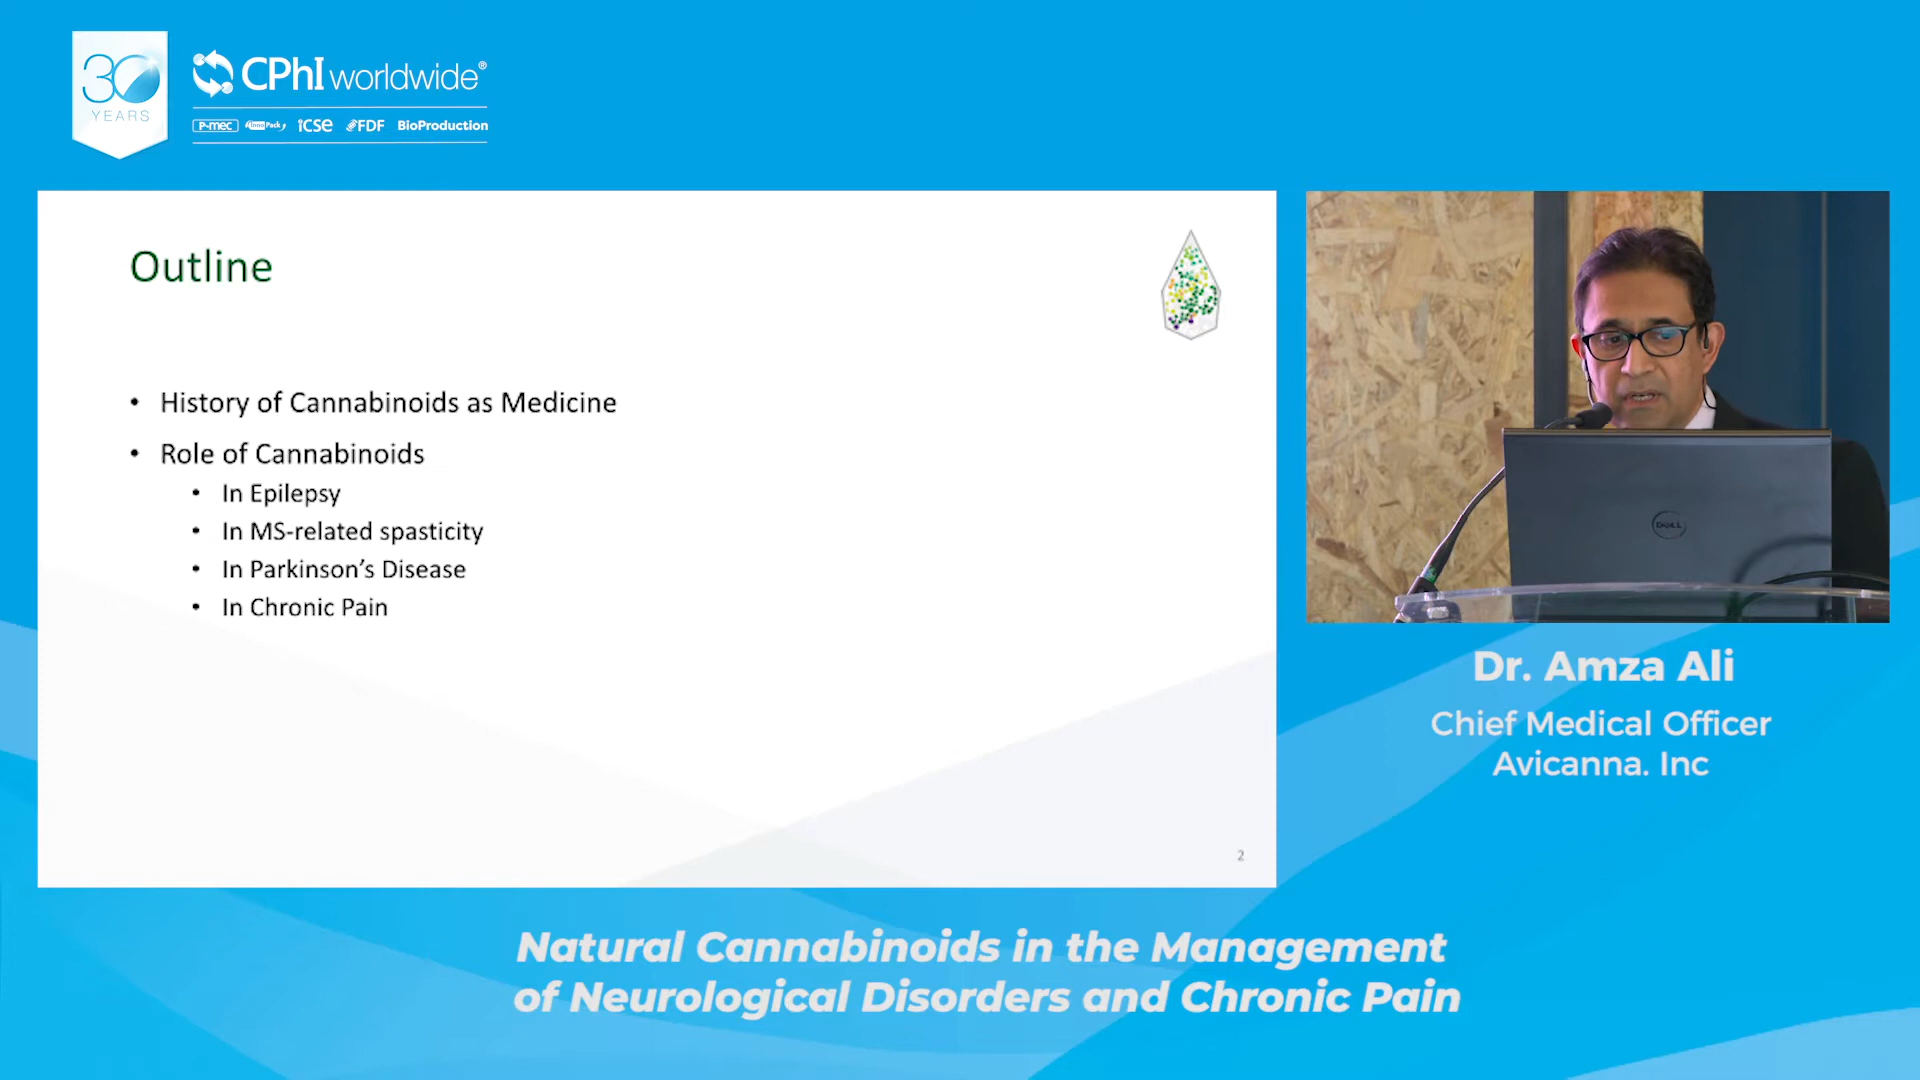 30
YEARS
CPhI worldwide®
P-mec InnoPack iCSE FDF BioProduction
Outline
• History of Cannabinoids as Medicine
• Role of Cannabinoids
• In Epilepsy
• In MS-related spasticity
• In Parkinson's Disease
• In Chronic Pain
2
DELL
Dr. Amza Ali
Chief Medical Officer
Avicanna. Inc
Natural Cannabinoids in the Management
of Neurological Disorders and Chronic Pain